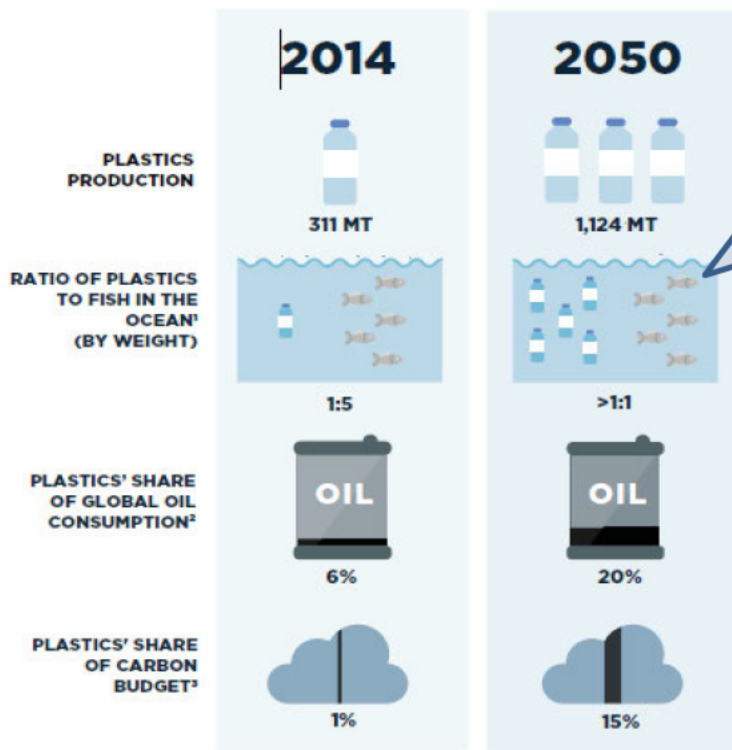 2014 2050
PLASTICS
PRODUCTION
311 MT 1,124 MT
RATIO OF PLASTICS
TO FISH IN THE
OCEAN¹
(BY WEIGHT)
1:5 >1:1
PLASTICS' SHARE
OF GLOBAL OIL
CONSUMPTION²
OIL OIL
6% 20%
PLASTICS' SHARE
OF CARBON
BUDGET³
1% 15%